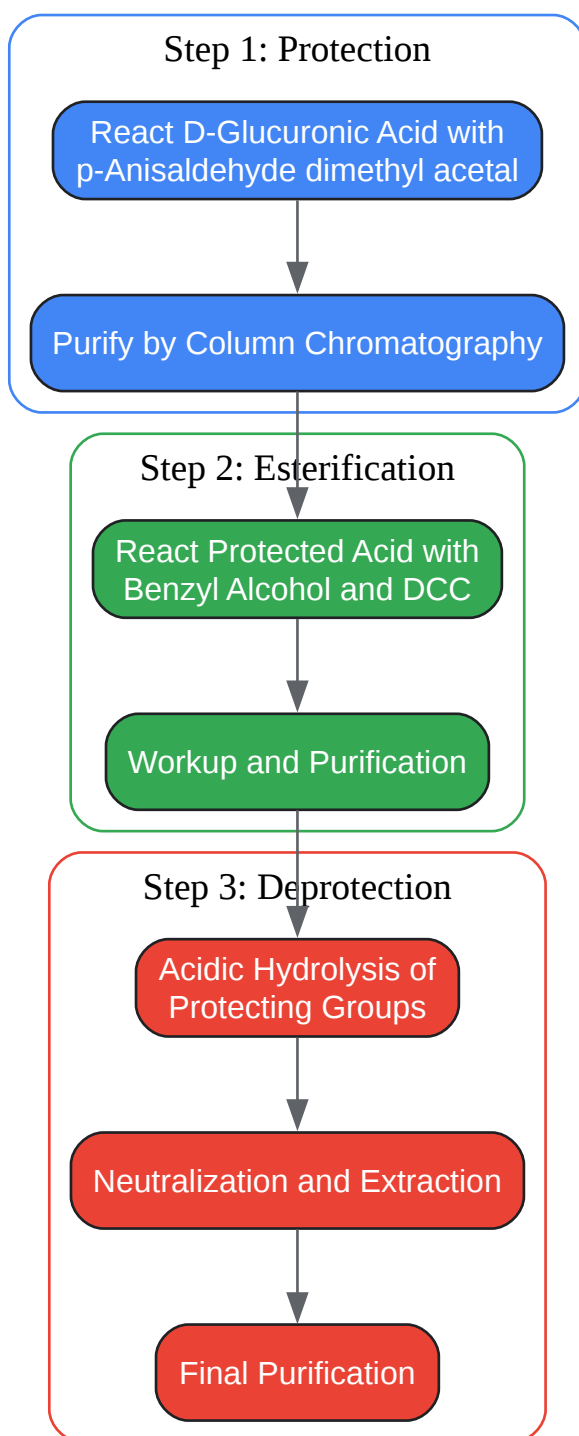 Step 1: Protection
React D-Glucuronic Acid with
p-Anisaldehyde dimethyl acetal
Purify by Column Chromatography
Step 2: Esterification
React Protected Acid with
Benzyl Alcohol and DCC
Workup and Purification
Step 3: Deprotection
Acidic Hydrolysis of
Protecting Groups
Neutralization and Extraction
Final Purification